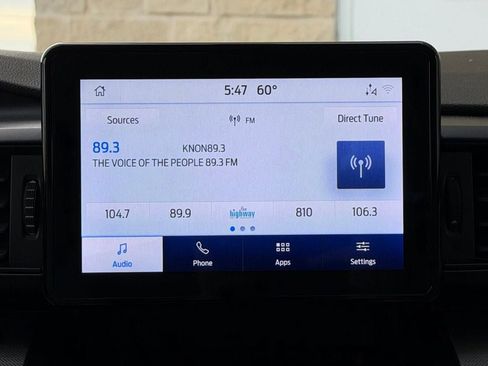 5:47 60°
Sources FM Direct Tune
89.3 KNON89.3
THE VOICE OF THE PEOPLE 89.3 FM
104.7 89.9 the highway 810 106.3
Audio Phone Apps Settings